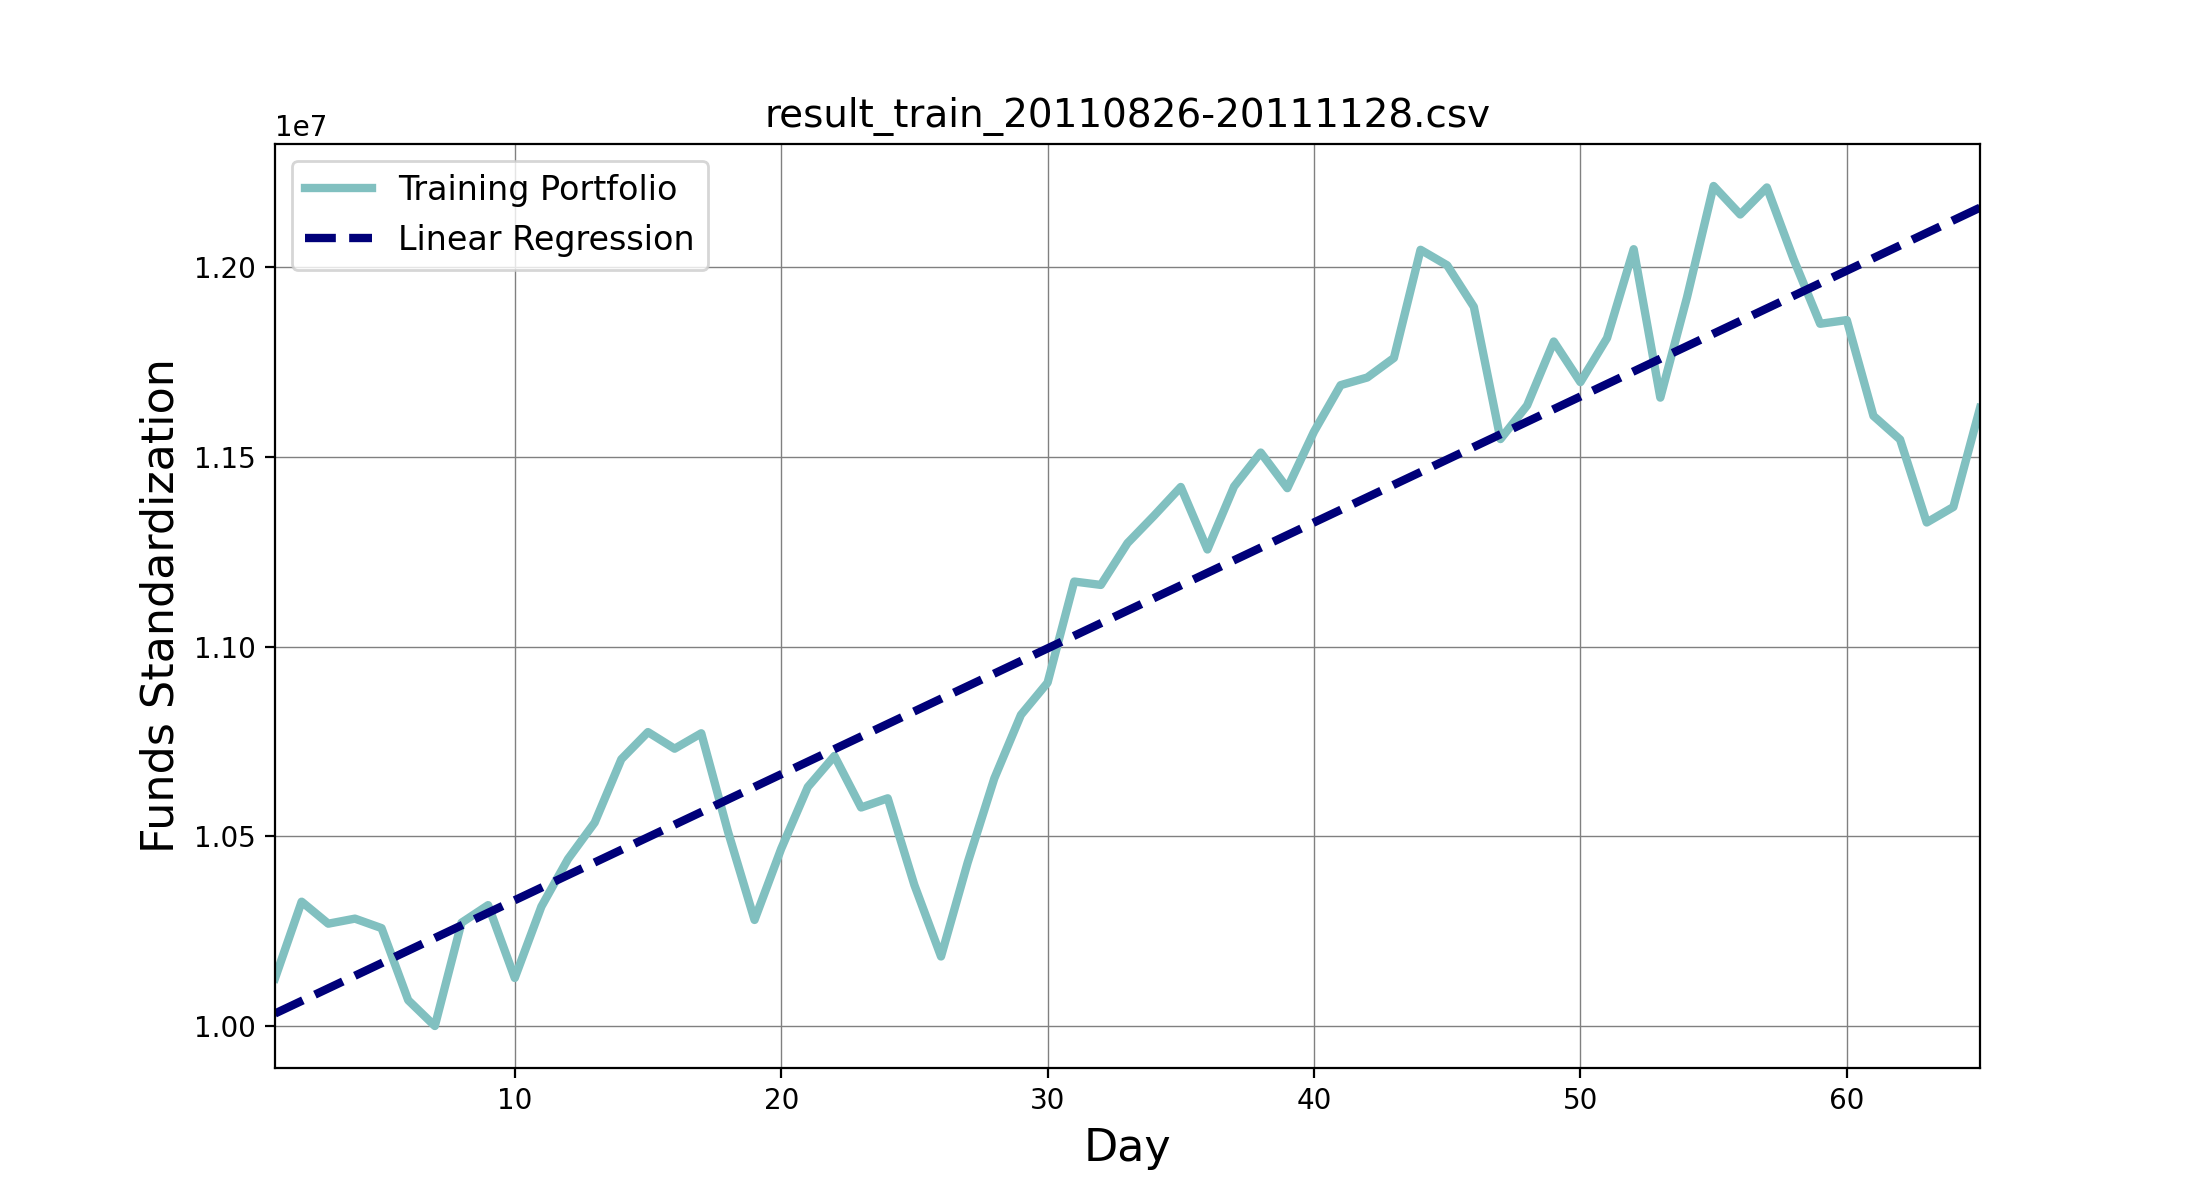 result_train_20110826-20111128.csv
1e7
Training Portfolio
Linear Regression
1.20
1.15
1.10
1.05
1.00
Funds Standardization
10 20 30 40 50 60
Day